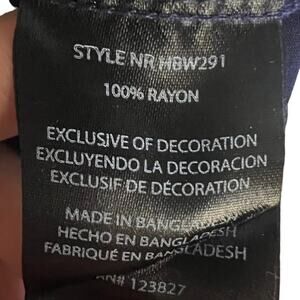 STYLE NR HBW291
100% RAYON
EXCLUSIVE OF DECORATION
EXCLUYENDO LA DECORACION
EXCLUSIF DE DÉCORATION
MADE IN BANGLADESH
HECHO EN BANGLADESH
FABRIQUÉ EN BANGLADESH
RN# 123827